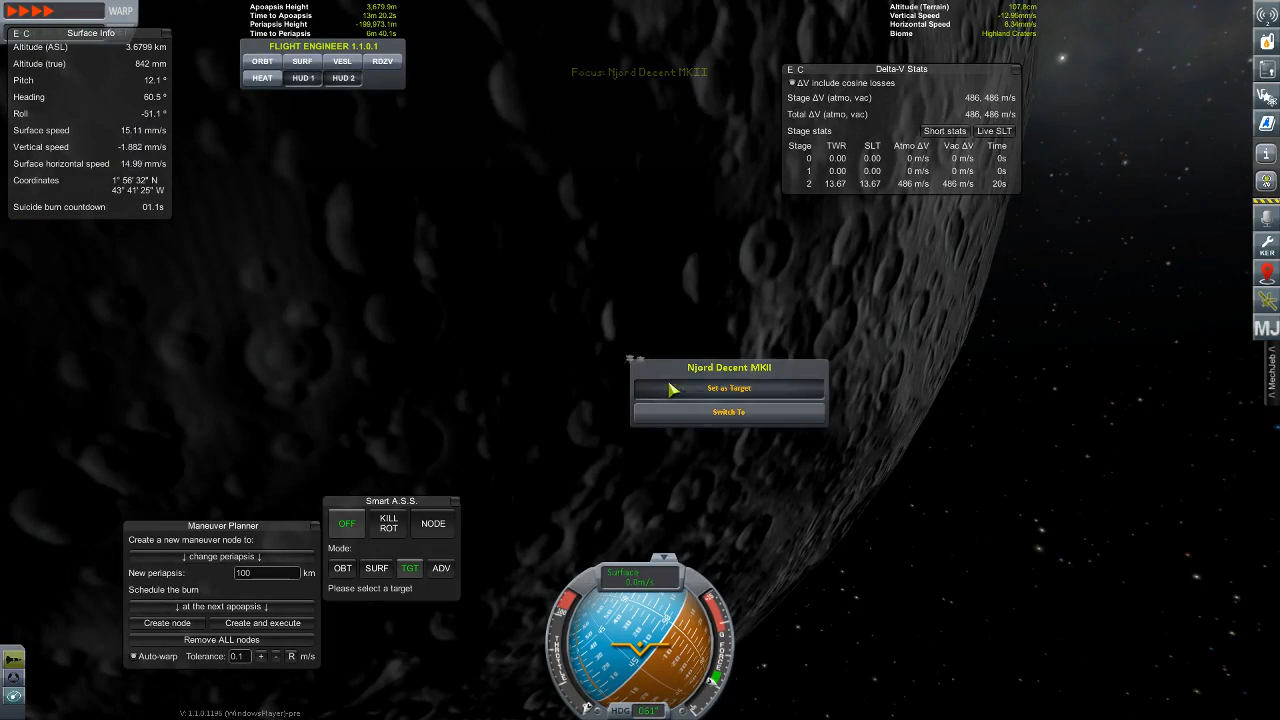 WARP
E C Surface Info
Altitude (ASL) 3.6799 km
Altitude (true) 842 mm
Pitch 12.1 º
Heading 60.5 º
Roll -51.1 º
Surface speed 15.11 mm/s
Vertical speed -1.882 mm/s
Surface horizontal speed 14.99 mm/s
Coordinates 1° 56' 32" N
43° 41' 25" W
Suicide burn countdown 01.1s
Apoapsis Height 3,679.9m
Time to Apoapsis 13m 20.2s
Periapsis Height -199,973.1m
Time to Periapsis 6m 40.1s
FLIGHT ENGINEER 1.1.0.1
ORBT SURF VESL RDZV
HEAT HUD 1 HUD 2
Focus: Njord Decent MKII
Altitude (Terrain) 107.8cm
Vertical Speed -12.95mm/s
Horizontal Speed 6.34mm/s
Biome Highland Craters
E C Delta-V Stats
ΔV include cosine losses
Stage ΔV (atmo, vac) 486, 486 m/s
Total ΔV (atmo, vac) 486, 486 m/s
Stage stats Short stats Live SLT
Stage TWR SLT Atmo ΔV Vac ΔV Time
0 0.00 0.00 0 m/s 0 m/s 0s
1 0.00 0.00 0 m/s 0 m/s 0s
2 13.67 13.67 486 m/s 486 m/s 20s
KER
MJ
Λ MechJeb Λ
Njord Decent MKII
Set as Target
Switch To
Smart A.S.S.
OFF KILL ROT NODE
Mode:
OBT SURF TGT ADV
Please select a target
Maneuver Planner
Create a new maneuver node to:
↓ change periapsis ↓
New periapsis: 100 km
Schedule the burn
↓ at the next apoapsis ↓
Create node Create and execute
Remove ALL nodes
Auto-warp Tolerance: 0.1 + - R m/s
Surface
0.0m/s
HDG 061°
V: 1.1.0.1196 (WindowsPlayer)-pre